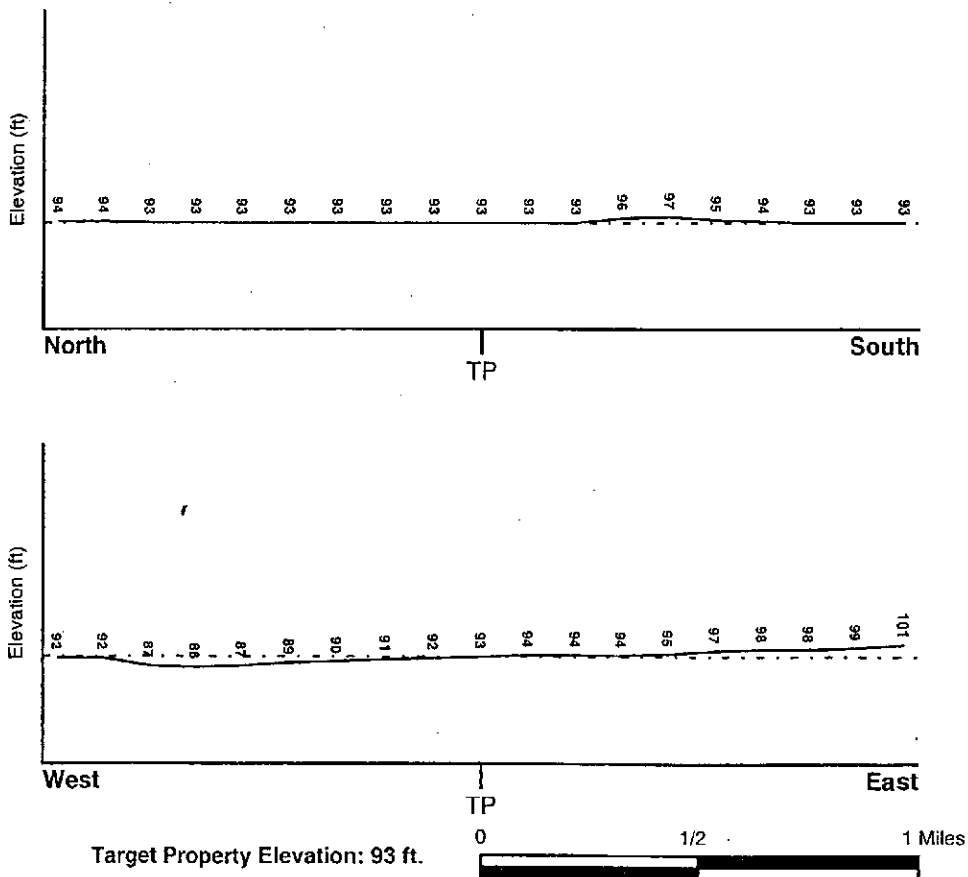 Elevation (ft)
94 94 93 93 93 93 93 93 93 93 93 93 96 97 95 94 93 93 93
North South
TP
Elevation (ft)
92 92 87 86 87 89 90 91 92 93 94 94 94 95 97 98 98 99 101
West East
TP
Target Property Elevation: 93 ft.
0 1/2 1 Miles